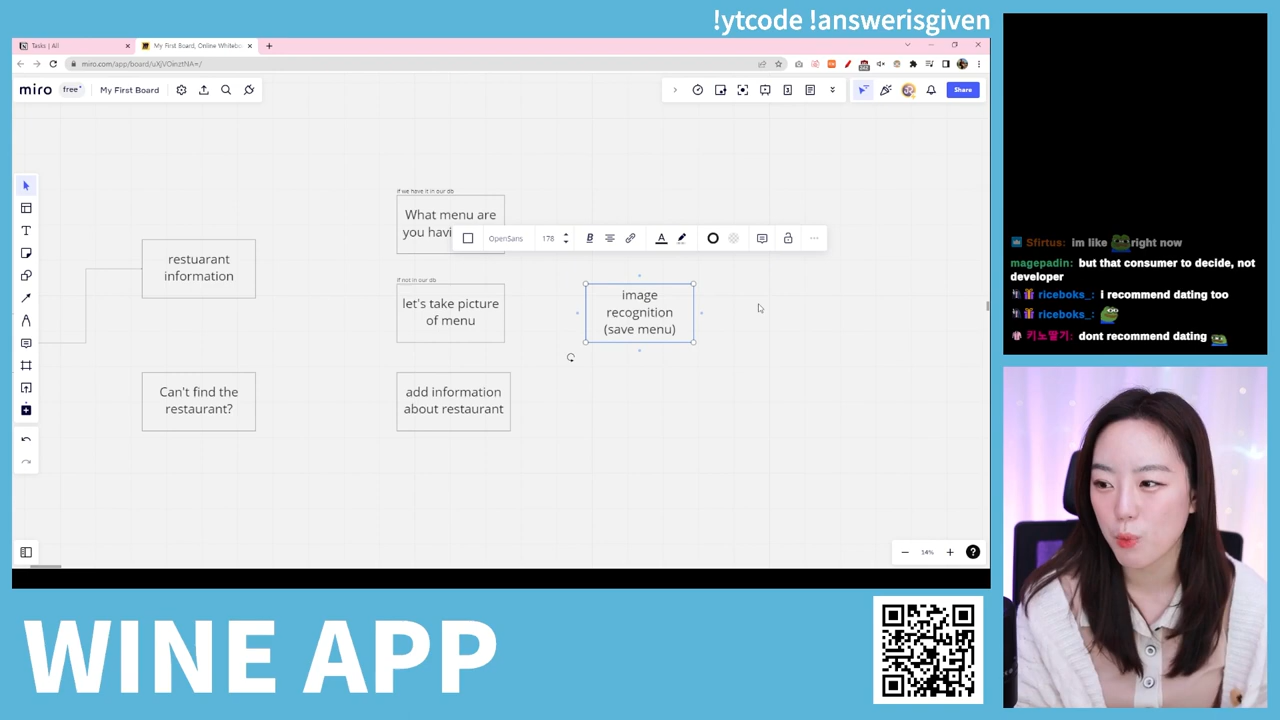 !ytcode !answerisgiven
Tasks | All
My First Board, Online Whitebo
miro.com/app/board/uXjVOinztNA=/
miro
free
My First Board
Share
if we have it in our db
What menu are
you havi
OpenSans
178
B
A
restuarant
information
if not in our db
let's take picture
of menu
image
recognition
(save menu)
Can't find the
restaurant?
add information
about restaurant
14%
?
Sfirtus: im like right now
magepadin: but that consumer to decide, not
developer
riceboks_: i recommend dating too
riceboks_:
키노딸기: dont recommend dating
WINE APP